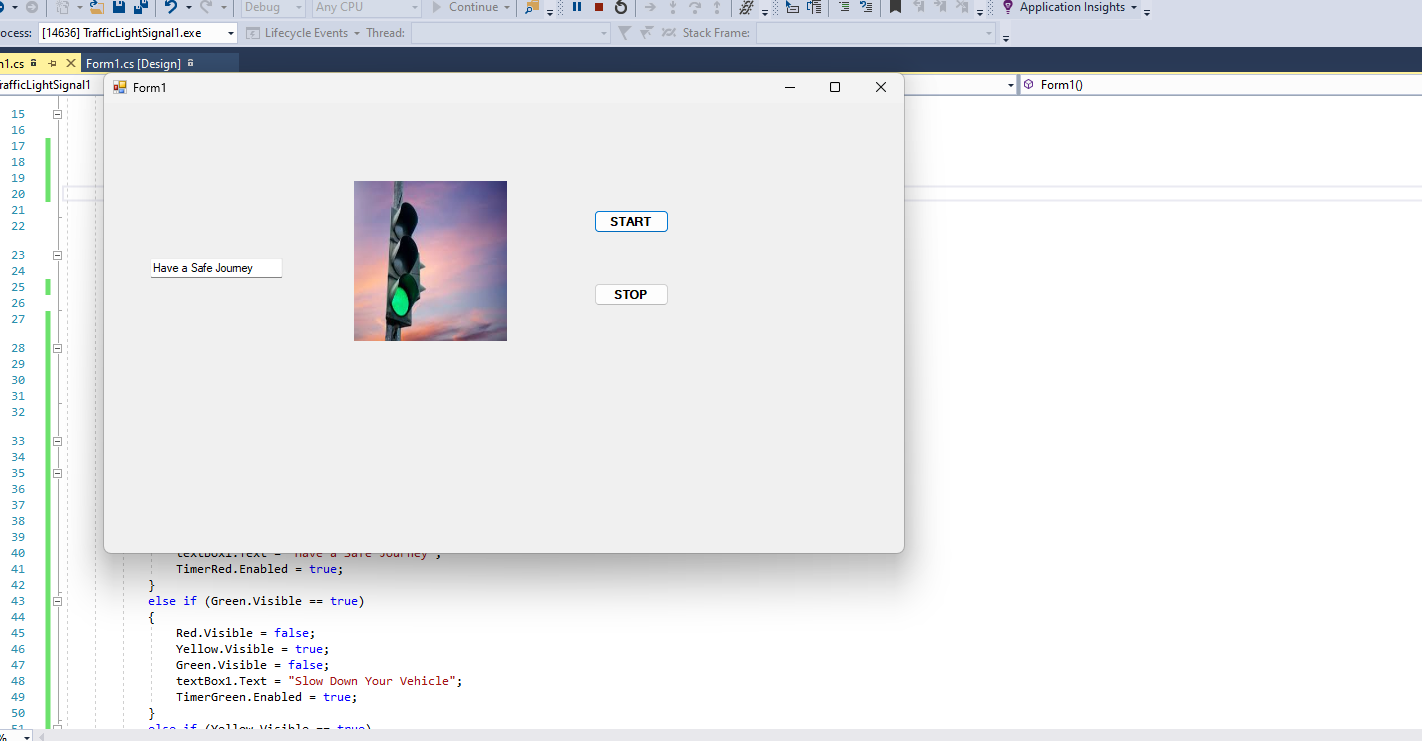 Debug Any CPU Continue Application Insights
ocess: [14636] TrafficLightSignal1.exe Lifecycle Events Thread: Stack Frame:
m1.cs Form1.cs [Design]
rafficLightSignal1 Form1()
Form1
START
Have a Safe Journey
STOP
15
16
17
18
19
20
21
22
23
24
25
26
27
28
29
30
31
32
33
34
35
36
37
38
39
40 textBox1.Text = "Have a Safe Journey";
41 TimerRed.Enabled = true;
42 }
43 else if (Green.Visible == true)
44 {
45 Red.Visible = false;
46 Yellow.Visible = true;
47 Green.Visible = false;
48 textBox1.Text = "Slow Down Your Vehicle";
49 TimerGreen.Enabled = true;
50 }
51 else if (Yellow.Visible == true)
%